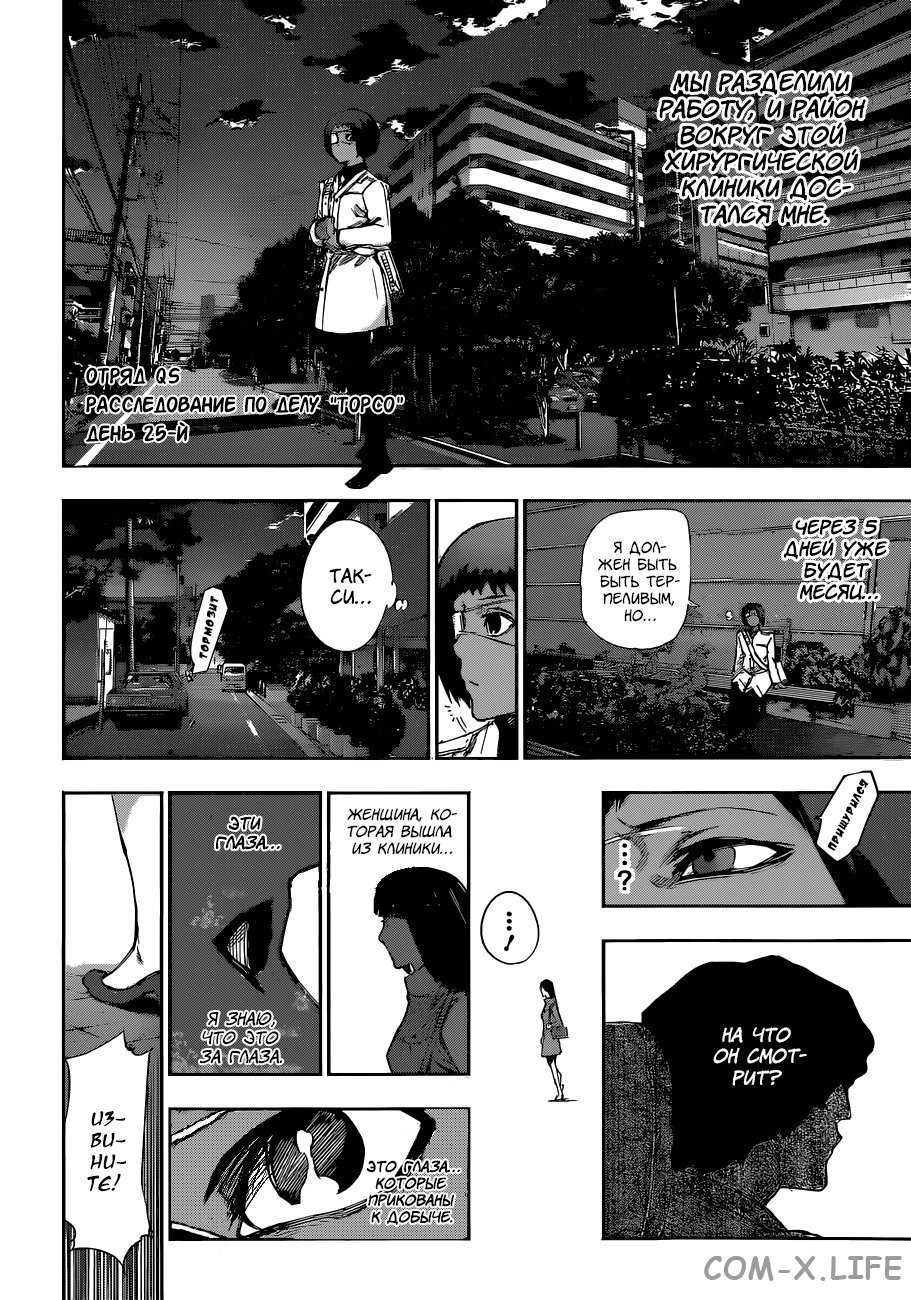 МЫ РАЗДЕЛИЛИ
РАБОТУ, И РАЙОН
ВОКРУГ ЭТОЙ
ХИРУРГИЧЕСКОЙ
КЛИНИКИ ДОС-
ТАЛСЯ МНЕ.
ОТРЯД QS
РАССЛЕДОВАНИЕ ПО ДЕЛУ "ТОРСО"
ДЕНЬ 25-Й
ЧЕРЕЗ 5
ДНЕЙ УЖЕ
БУДЕТ
МЕСЯЦ...
Я ДОЛ-
ЖЕН БЫТЬ
БЫТЬ ТЕР-
ПЕЛИВЫМ,
НО...
ТАК-
СИ...
ТОРМОЗИТ
ПРИЩУРИЛСЯ
...?
НА ЧТО
ОН СМОТ-
РИТ?
...!
ЖЕНЩИНА, КО-
ТОРАЯ ВЫШЛА
ИЗ КЛИНИКИ...
ЭТИ
ГЛАЗА...
Я ЗНАЮ,
ЧТО ЭТО
ЗА ГЛАЗА.
ЭТО ГЛАЗА...
КОТОРЫЕ
ПРИКОВАНЫ
К ДОБЫЧЕ.
ИЗ-
ВИ-
НИ-
ТЕ!
COM-X.LIFE